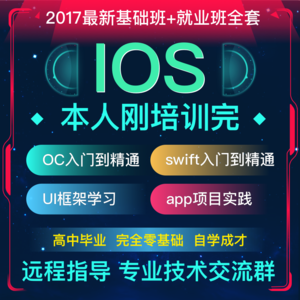 2017最新基础班+就业班全套
IOS
本人刚培训完
OC入门到精通 swift入门到精通
UI框架学习 app项目实践
高中毕业 完全零基础 自学成才
远程指导 专业技术交流群